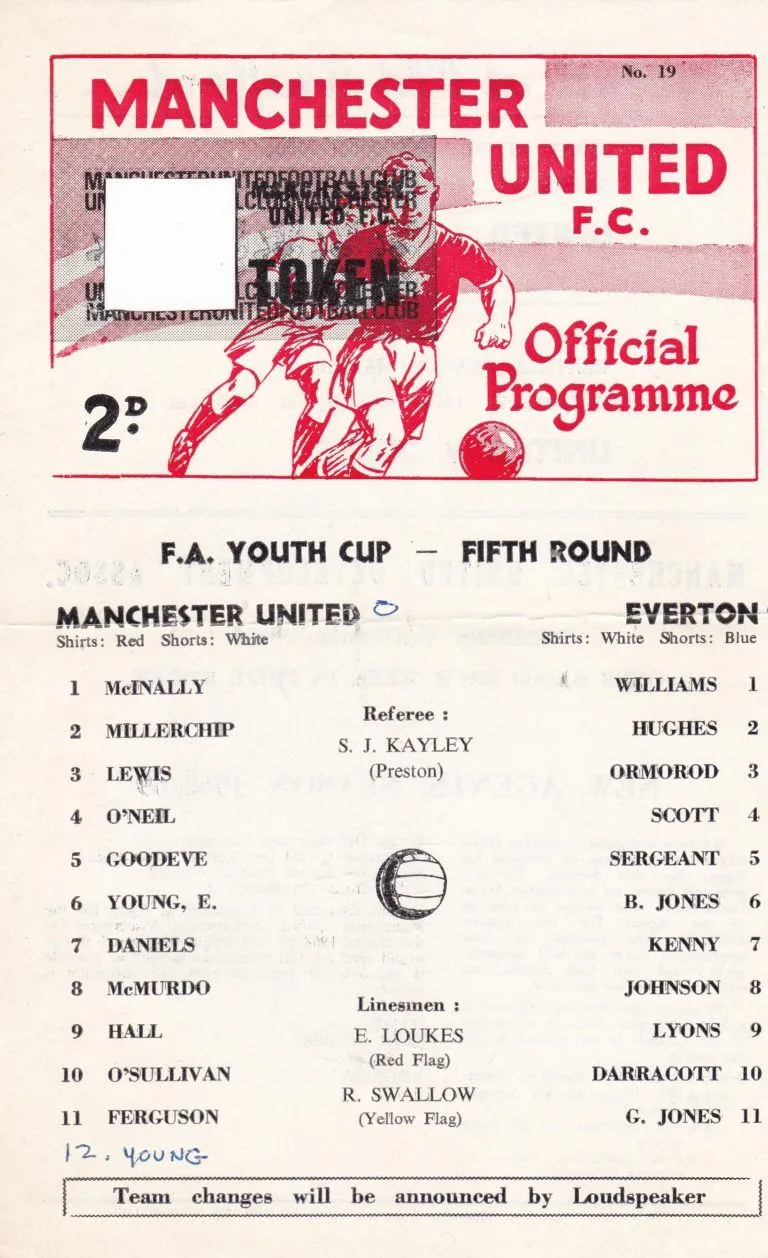 No. 19
MANCHESTER
UNITED
F.C.
MANCHESTER
UNITED F.C.
TOKEN
MANCHESTERUNITEDFOOTBALLCLUB
Official
Programme
2D.
F.A. YOUTH CUP — FIFTH ROUND
MANCHESTER UNITED 0 EVERTON
Shirts: Red Shorts: White Shirts: White Shorts: Blue
1 McINALLY WILLIAMS 1
Referee :
2 MILLERCHIP HUGHES 2
S. J. KAYLEY
3 LEWIS (Preston) ORMOROD 3
4 O'NEIL SCOTT 4
5 GOODEVE SERGEANT 5
6 YOUNG, E. B. JONES 6
7 DANIELS KENNY 7
8 McMURDO JOHNSON 8
Linesmen :
9 HALL E. LOUKES LYONS 9
(Red Flag)
10 O'SULLIVAN DARRACOTT 10
R. SWALLOW
11 FERGUSON (Yellow Flag) G. JONES 11
12. YOUNG
Team changes will be announced by Loudspeaker